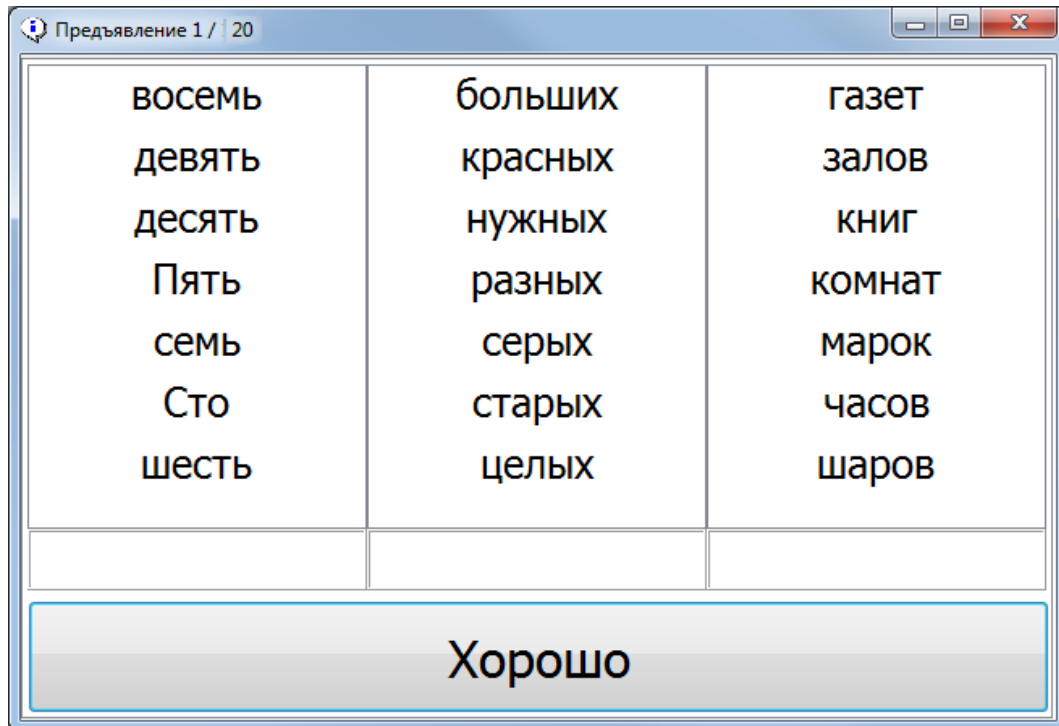 Предъявление 1 / 20
восемь больших газет
девять красных залов
десять нужных книг
Пять разных комнат
семь серых марок
Сто старых часов
шесть целых шаров
Хорошо